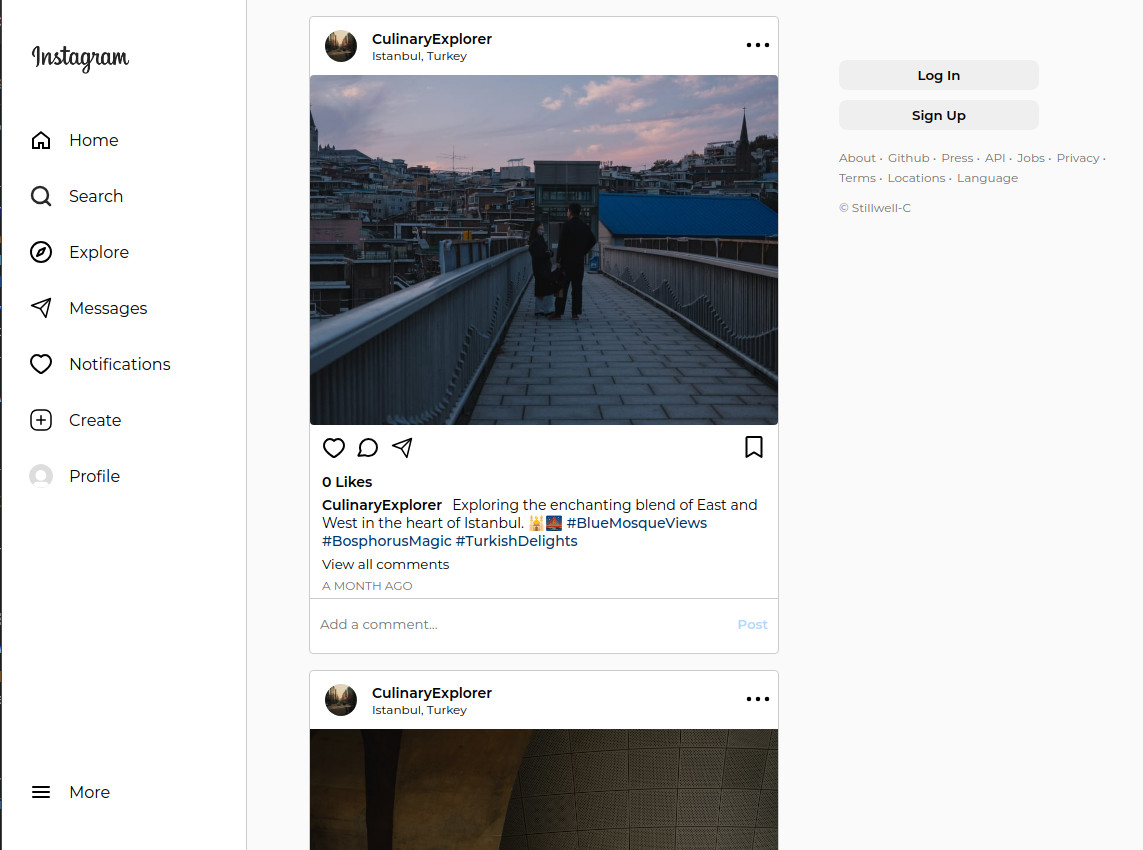 Instagram
Home
Search
Explore
Messages
Notifications
Create
Profile
More
CulinaryExplorer
Istanbul, Turkey
0 Likes
CulinaryExplorer Exploring the enchanting blend of East and
West in the heart of Istanbul. 🕌🌉 #BlueMosqueViews
#BosphorusMagic #TurkishDelights
View all comments
A MONTH AGO
Add a comment...
Post
CulinaryExplorer
Istanbul, Turkey
Log In
Sign Up
About · Github · Press · API · Jobs · Privacy ·
Terms · Locations · Language
© Stillwell-C